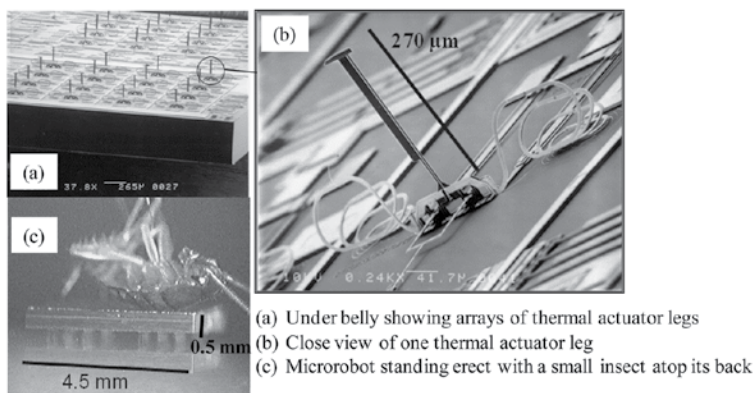 (a)
37.8X 265M 0027
(b)
270 µm
10KV 0.24KX 41.7M
(c)
0.5 mm
4.5 mm
(a) Under belly showing arrays of thermal actuator legs
(b) Close view of one thermal actuator leg
(c) Microrobot standing erect with a small insect atop its back